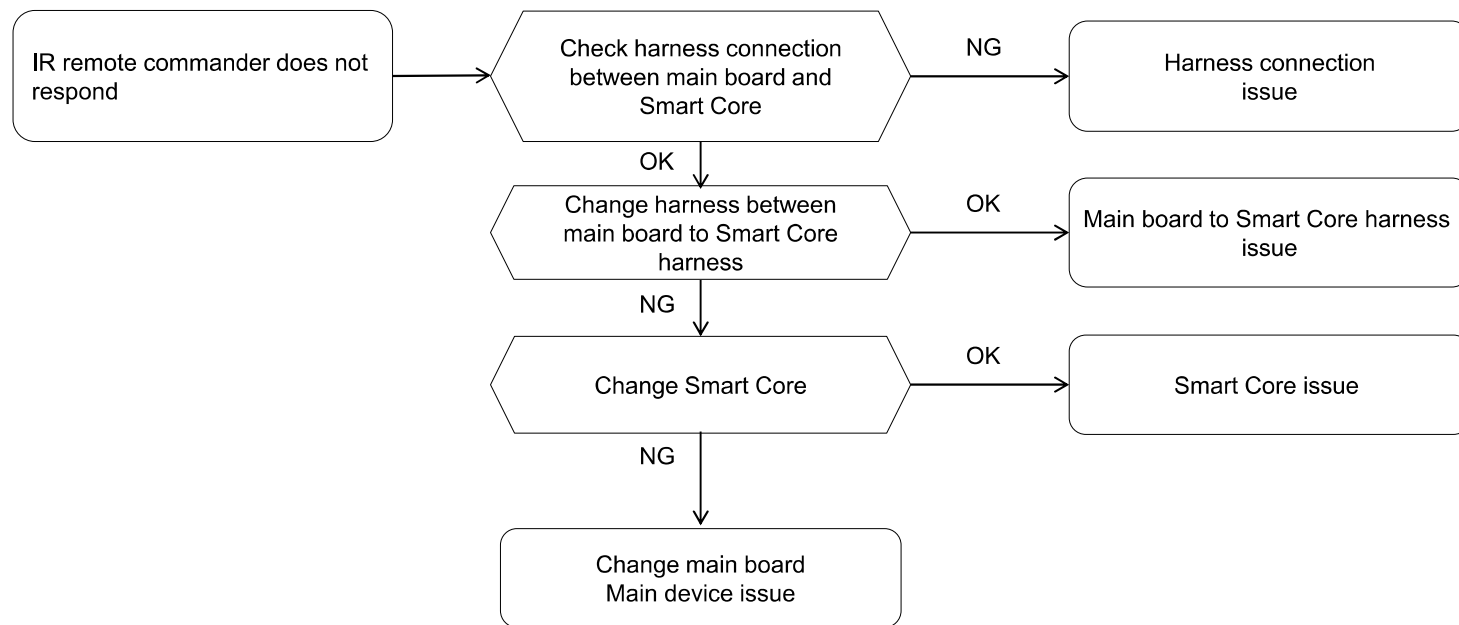 IR remote commander does not
respond
Check harness connection
between main board and
Smart Core
NG
Harness connection
issue
OK
Change harness between
main board to Smart Core
harness
OK
Main board to Smart Core harness
issue
NG
Change Smart Core
OK
Smart Core issue
NG
Change main board
Main device issue